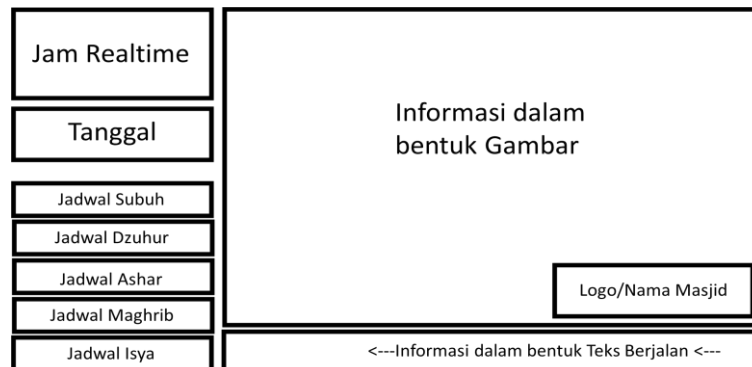 Jam Realtime
Tanggal
Jadwal Subuh
Jadwal Dzuhur
Jadwal Ashar
Jadwal Maghrib
Jadwal Isya
Informasi dalam
bentuk Gambar
Logo/Nama Masjid
<---Informasi dalam bentuk Teks Berjalan <---